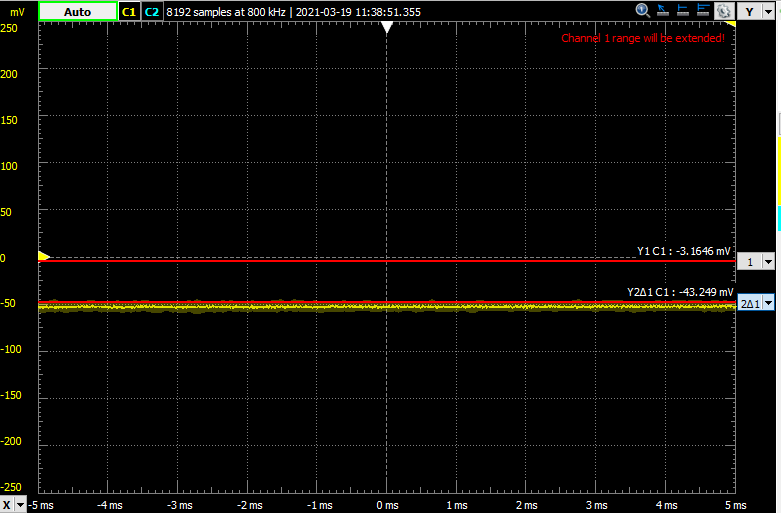 mV Auto C1 C2 8192 samples at 800 kHz | 2021-03-19 11:38:51.355 Y
Channel 1 range will be extended!
250
200
150
100
50
0
-50
-100
-150
-200
-250
Y1 C1 : -3.1646 mV
1
Y2Δ1 C1 : -43.249 mV
2Δ1
X -5 ms -4 ms -3 ms -2 ms -1 ms 0 ms 1 ms 2 ms 3 ms 4 ms 5 ms